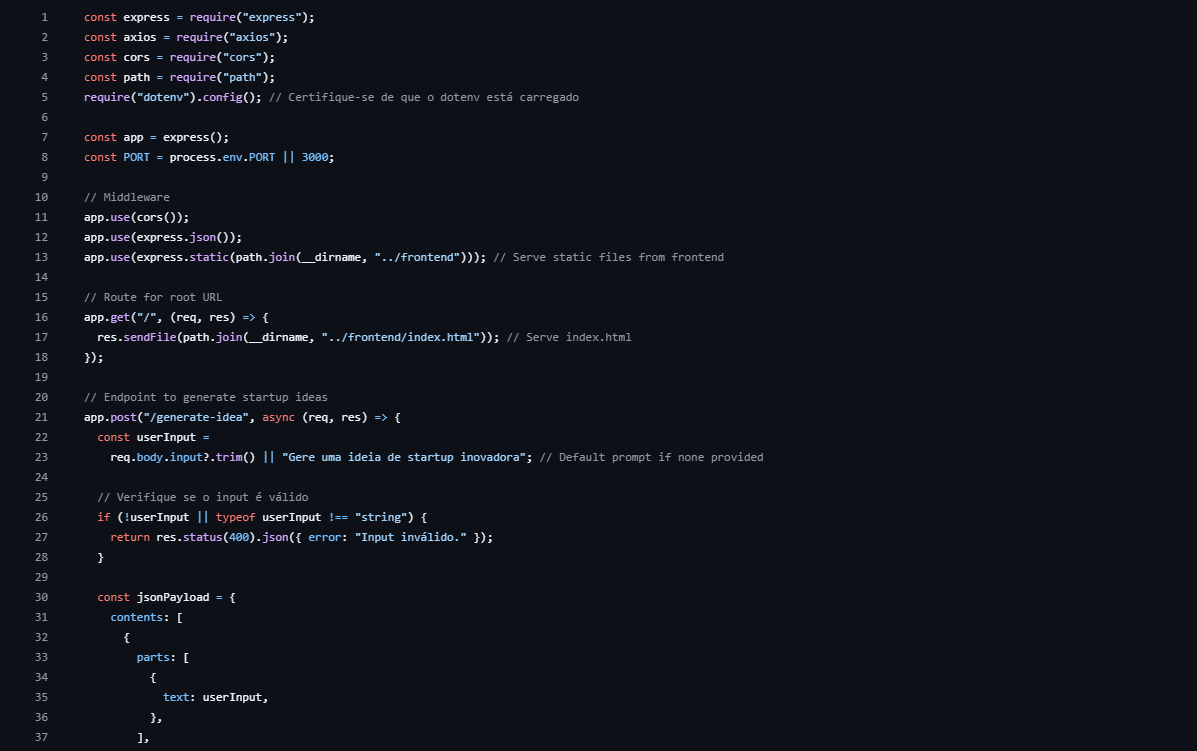 1 const express = require("express");
2 const axios = require("axios");
3 const cors = require("cors");
4 const path = require("path");
5 require("dotenv").config(); // Certifique-se de que o dotenv está carregado
6
7 const app = express();
8 const PORT = process.env.PORT || 3000;
9
10 // Middleware
11 app.use(cors());
12 app.use(express.json());
13 app.use(express.static(path.join(__dirname, "../frontend"))); // Serve static files from frontend
14
15 // Route for root URL
16 app.get("/", (req, res) => {
17   res.sendFile(path.join(__dirname, "../frontend/index.html")); // Serve index.html
18 });
19
20 // Endpoint to generate startup ideas
21 app.post("/generate-idea", async (req, res) => {
22   const userInput =
23     req.body.input?.trim() || "Gere uma ideia de startup inovadora"; // Default prompt if none provided
24
25   // Verifique se o input é válido
26   if (!userInput || typeof userInput !== "string") {
27     return res.status(400).json({ error: "Input inválido." });
28   }
29
30   const jsonPayload = {
31     contents: [
32       {
33         parts: [
34           {
35             text: userInput,
36           },
37         ],